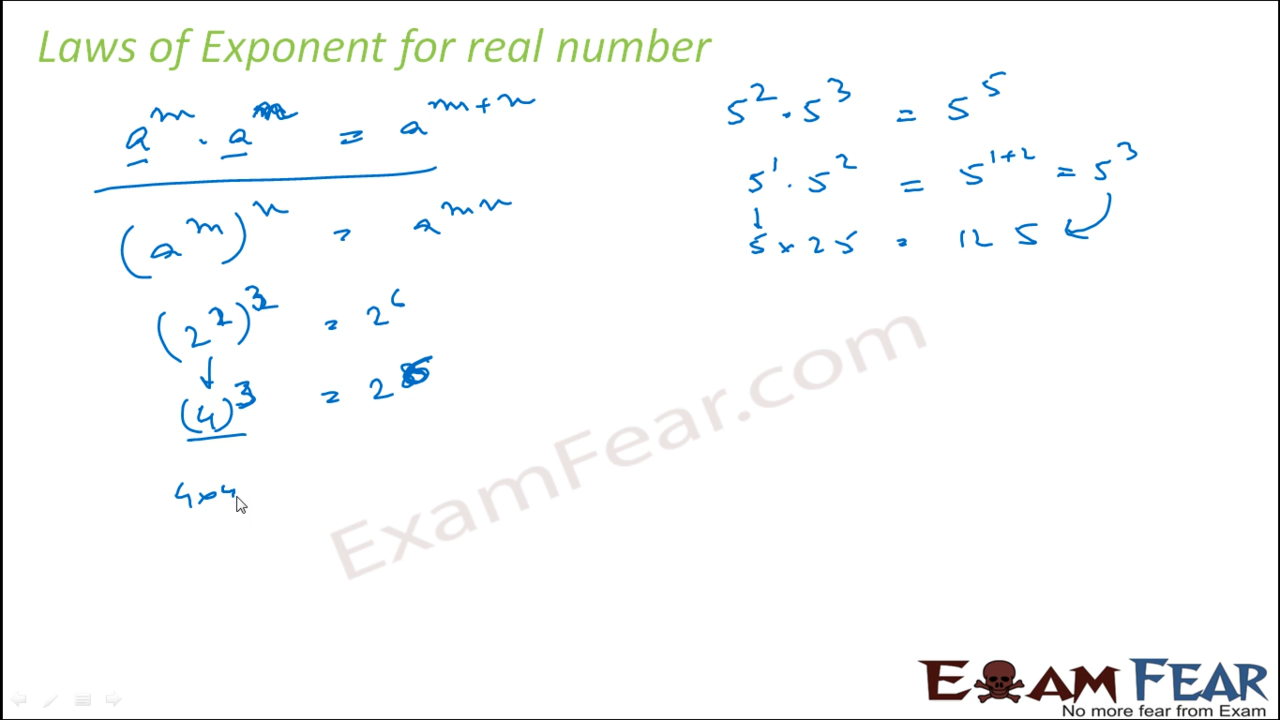 Laws of Exponent for real number
a^m . a^n = a^{m+n}
(a^m)^n = a^{mn}
(2^2)^3 = 2^6
(4)^3 = 2
4×4
5^2 . 5^3 = 5^5
5^1 . 5^2 = 5^{1+2} = 5^3
5 × 25 = 125
ExamFear.com
EXAM FEAR
No more fear from Exam